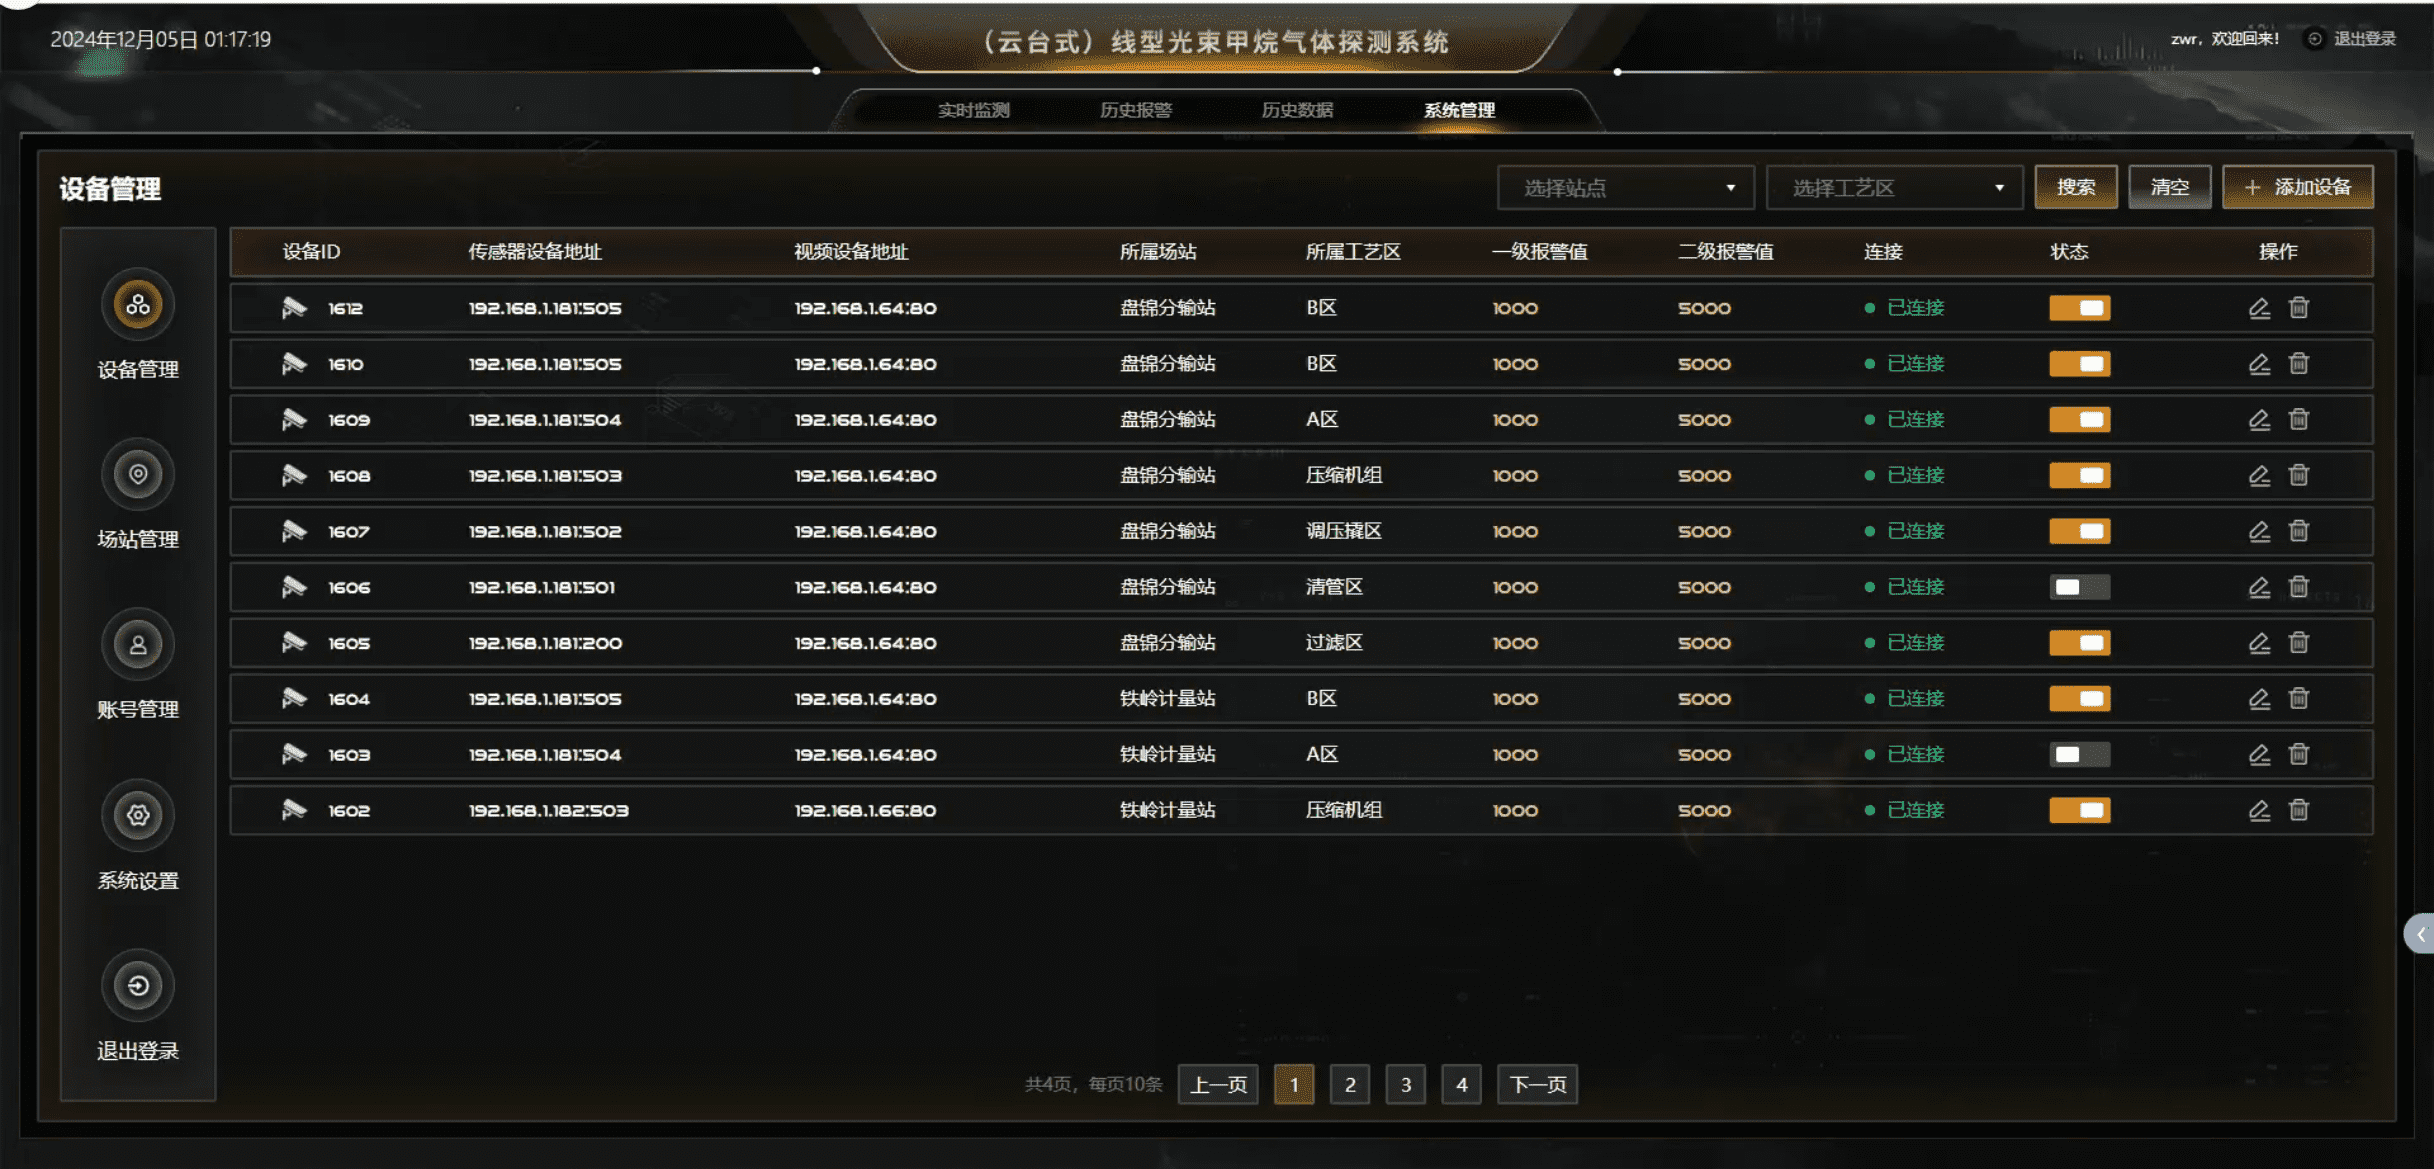 2024年12月05日 01:17:19
（云台式）线型光束甲烷气体探测系统
zwr，欢迎回来！ 退出登录
实时监测 历史报警 历史数据 系统管理
设备管理
选择站点 选择工艺区 搜索 清空 + 添加设备
设备管理
场站管理
账号管理
系统设置
退出登录
设备ID 传感器设备地址 视频设备地址 所属场站 所属工艺区 一级报警值 二级报警值 连接 状态 操作
1612 192.168.1.181:505 192.168.1.64:80 盘锦分输站 B区 1000 5000 已连接
1610 192.168.1.181:505 192.168.1.64:80 盘锦分输站 B区 1000 5000 已连接
1609 192.168.1.181:504 192.168.1.64:80 盘锦分输站 A区 1000 5000 已连接
1608 192.168.1.181:503 192.168.1.64:80 盘锦分输站 压缩机组 1000 5000 已连接
1607 192.168.1.181:502 192.168.1.64:80 盘锦分输站 调压撬区 1000 5000 已连接
1606 192.168.1.181:501 192.168.1.64:80 盘锦分输站 清管区 1000 5000 已连接
1605 192.168.1.181:200 192.168.1.64:80 盘锦分输站 过滤区 1000 5000 已连接
1604 192.168.1.181:505 192.168.1.64:80 铁岭计量站 B区 1000 5000 已连接
1603 192.168.1.181:504 192.168.1.64:80 铁岭计量站 A区 1000 5000 已连接
1602 192.168.1.182:503 192.168.1.66:80 铁岭计量站 压缩机组 1000 5000 已连接
共4页，每页10条 上一页 1 2 3 4 下一页